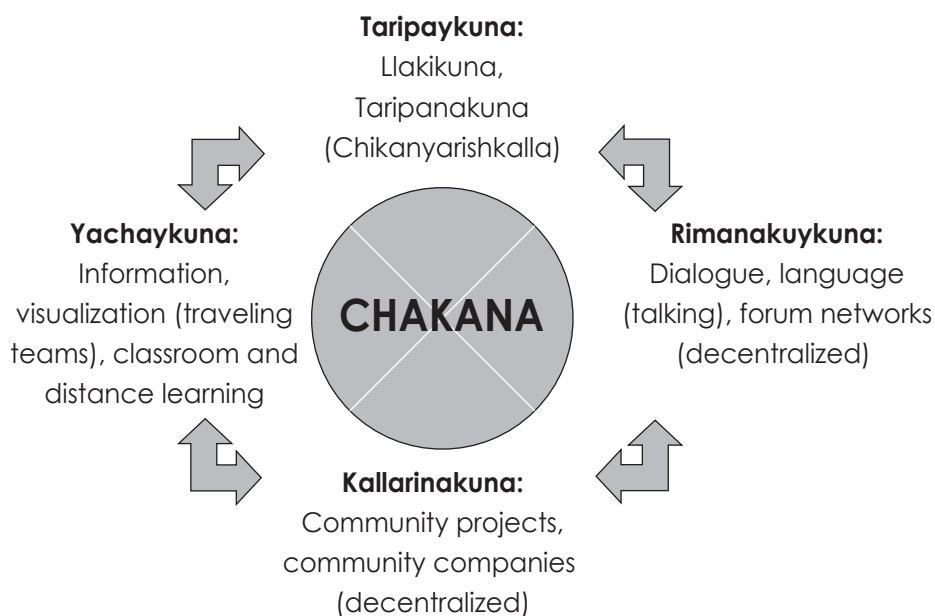 Taripaykuna:
Llakikuna,
Taripanakuna
(Chikanyarishkalla)
Yachaykuna:
Information,
visualization (traveling
teams), classroom and
distance learning
CHAKANA
Rimanakuykuna:
Dialogue, language
(talking), forum networks
(decentralized)
Kallarinakuna:
Community projects,
community companies
(decentralized)